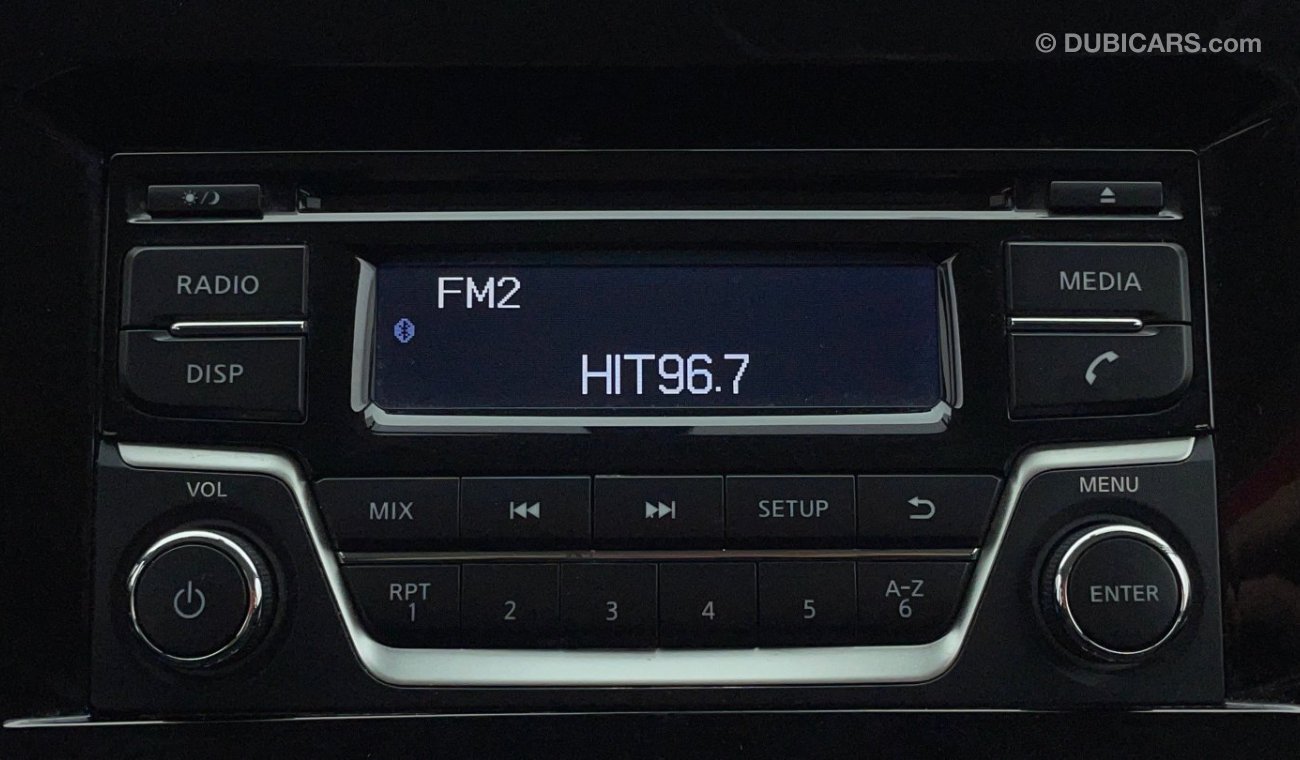 © DUBICARS.com
RADIO
MEDIA
FM2
DISP
HIT96.7
VOL
MENU
MIX
SETUP
RPT
1
2
3
4
5
A-Z
6
ENTER